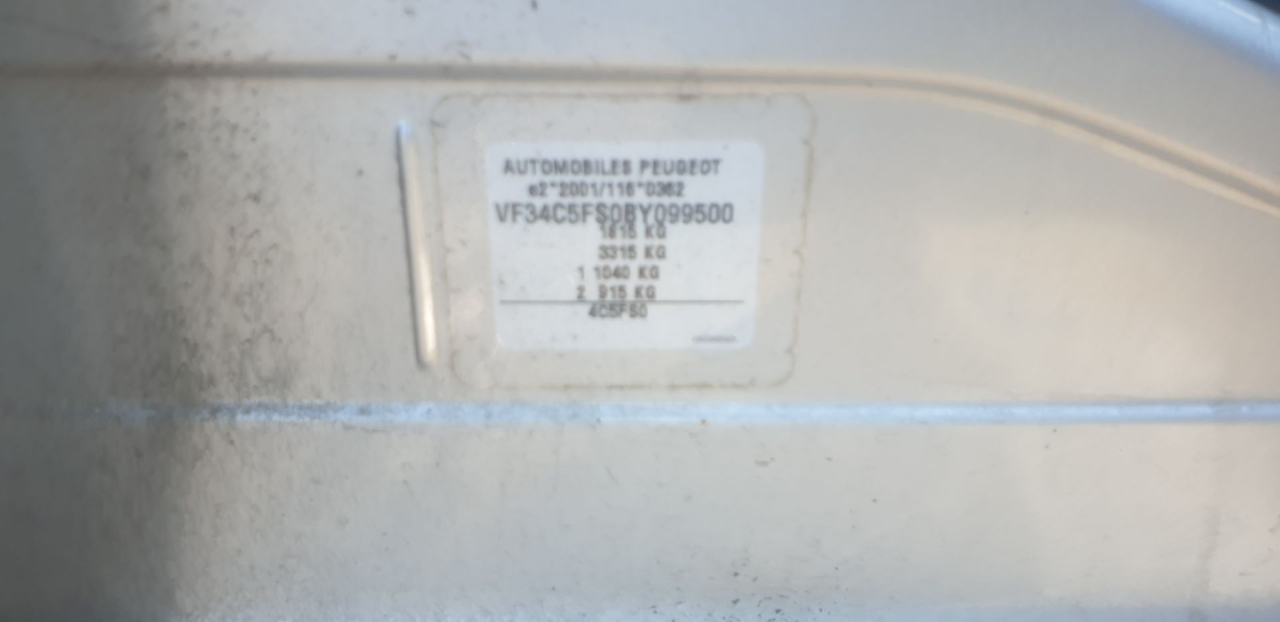 AUTOMOBILES PEUGEOT
e2*2001/116*0362
VF34C5FS0BY099500
1815 KG
3315 KG
1 1040 KG
2 915 KG
4C5FS0